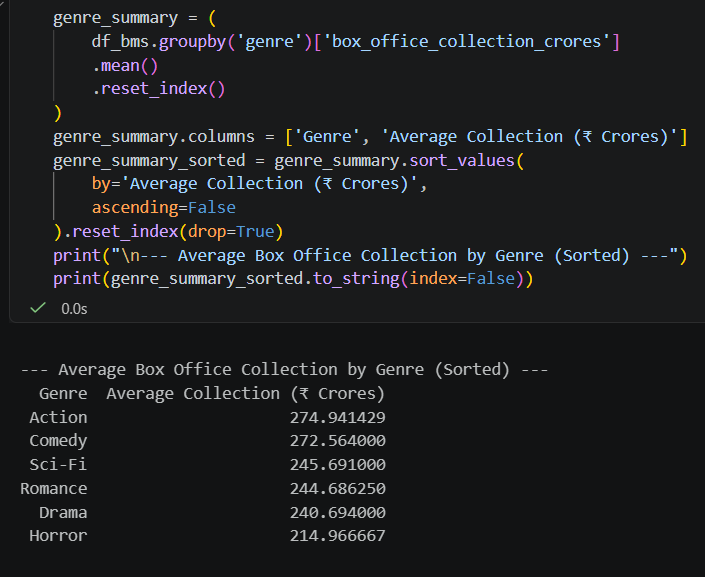 genre_summary = (
    df_bms.groupby('genre')['box_office_collection_crores']
    .mean()
    .reset_index()
)
genre_summary.columns = ['Genre', 'Average Collection (₹ Crores)']
genre_summary_sorted = genre_summary.sort_values(
    by='Average Collection (₹ Crores)',
    ascending=False
).reset_index(drop=True)
print("\n--- Average Box Office Collection by Genre (Sorted) ---")
print(genre_summary_sorted.to_string(index=False))
0.0s
--- Average Box Office Collection by Genre (Sorted) ---
  Genre  Average Collection (₹ Crores)
 Action                     274.941429
 Comedy                     272.564000
 Sci-Fi                     245.691000
Romance                     244.686250
  Drama                     240.694000
 Horror                     214.966667